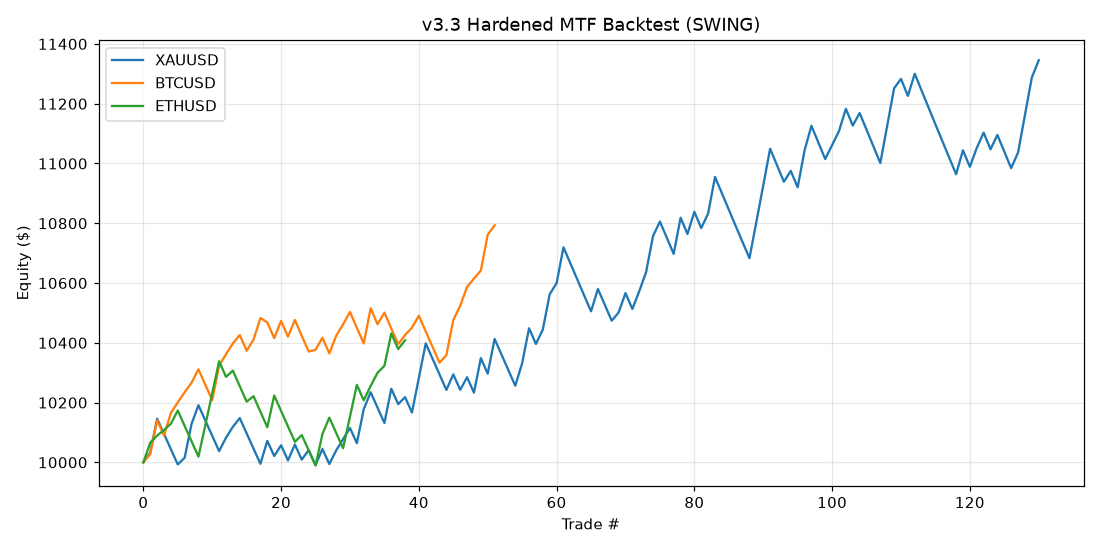 v3.3 Hardened MTF Backtest (SWING)
XAUUSD
BTCUSD
ETHUSD
Equity ($)
11400
11200
11000
10800
10600
10400
10200
10000
0 20 40 60 80 100 120
Trade #